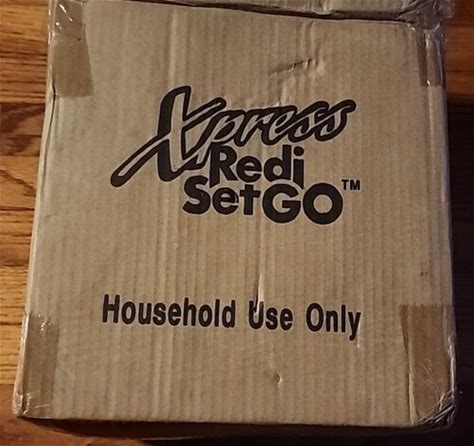 Xpress
Redi
SetGO™
Household Use Only